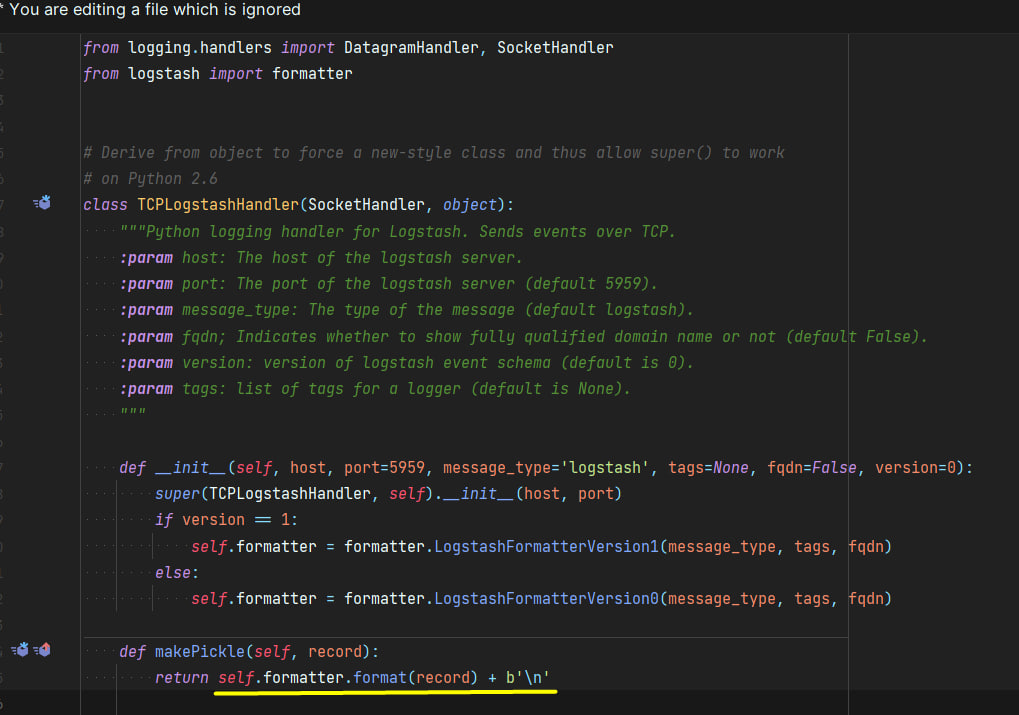 * You are editing a file which is ignored
from logging.handlers import DatagramHandler, SocketHandler
from logstash import formatter
# Derive from object to force a new-style class and thus allow super() to work
# on Python 2.6
class TCPLogstashHandler(SocketHandler, object):
"""Python logging handler for Logstash. Sends events over TCP.
:param host: The host of the logstash server.
:param port: The port of the logstash server (default 5959).
:param message_type: The type of the message (default logstash).
:param fqdn; Indicates whether to show fully qualified domain name or not (default False).
:param version: version of logstash event schema (default is 0).
:param tags: list of tags for a logger (default is None).
"""
def __init__(self, host, port=5959, message_type='logstash', tags=None, fqdn=False, version=0):
super(TCPLogstashHandler, self).__init__(host, port)
if version == 1:
self.formatter = formatter.LogstashFormatterVersion1(message_type, tags, fqdn)
else:
self.formatter = formatter.LogstashFormatterVersion0(message_type, tags, fqdn)
def makePickle(self, record):
return self.formatter.format(record) + b'\n'